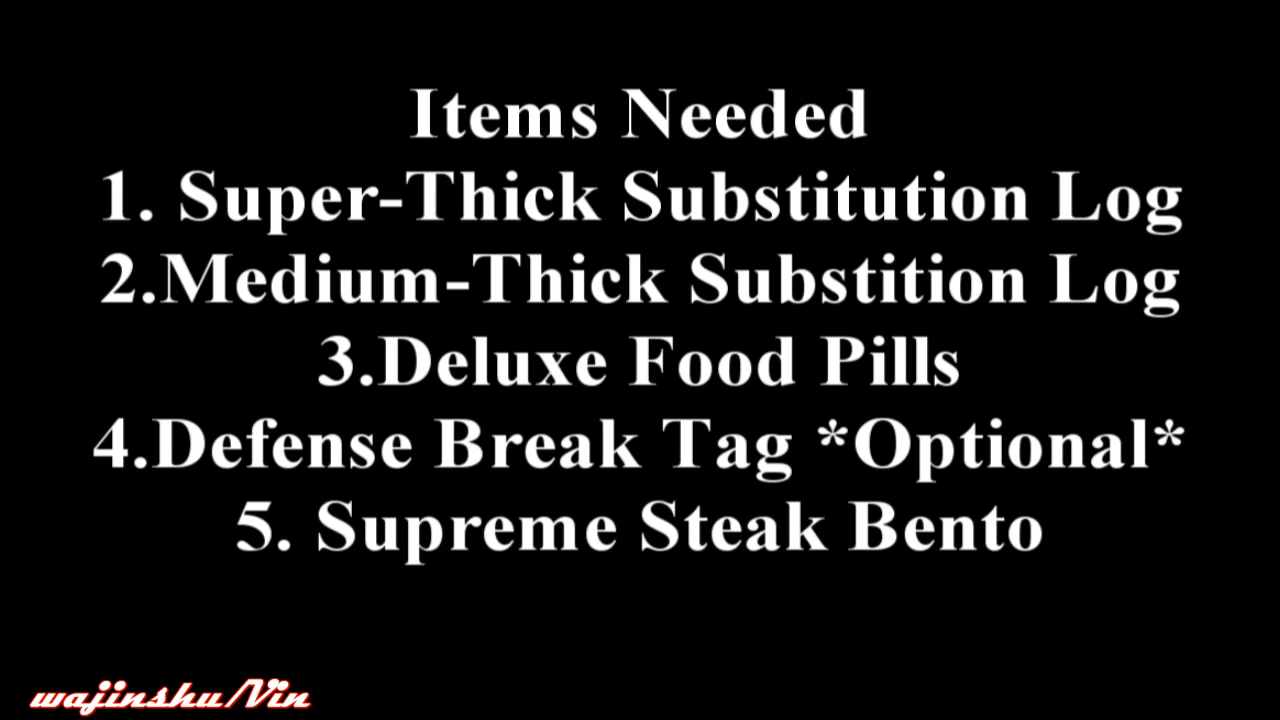 Items Needed
1. Super-Thick Substitution Log
2.Medium-Thick Substition Log
3.Deluxe Food Pills
4.Defense Break Tag *Optional*
5. Supreme Steak Bento
wajinshu/Vin